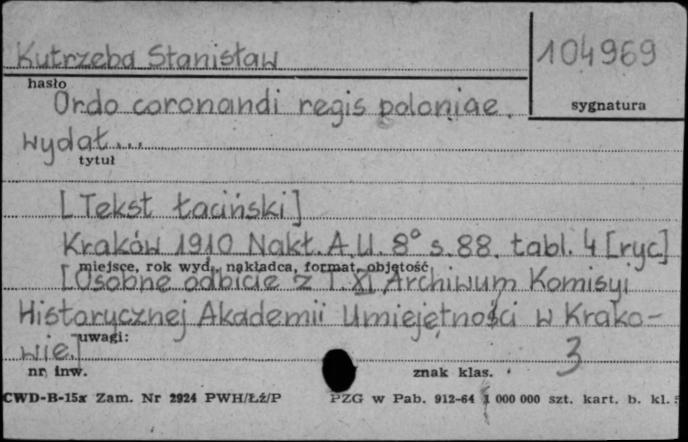 Kutrzeba Stanisław
104969
hasło
sygnatura
Ordo coronandi regis poloniae.
wydał...
tytuł
[Tekst łaciński]
Kraków 1910 Nakł. A.U. 8° s. 88. tabl. 4 [ryc]
miejsce, rok wyd., nakładca, format, objętość
[Osobne odbicie z T. XI Archiwum Komisyi
Historycznej Akademii Umiejętności w Krako-
wie.]
uwagi:
3
nr inw.
znak klas.
CWD-B-15x Zam. Nr 2924 PWH/Łź/P
PZG w Pab. 912-64 1 000 000 szt. kart. b. kl. 5